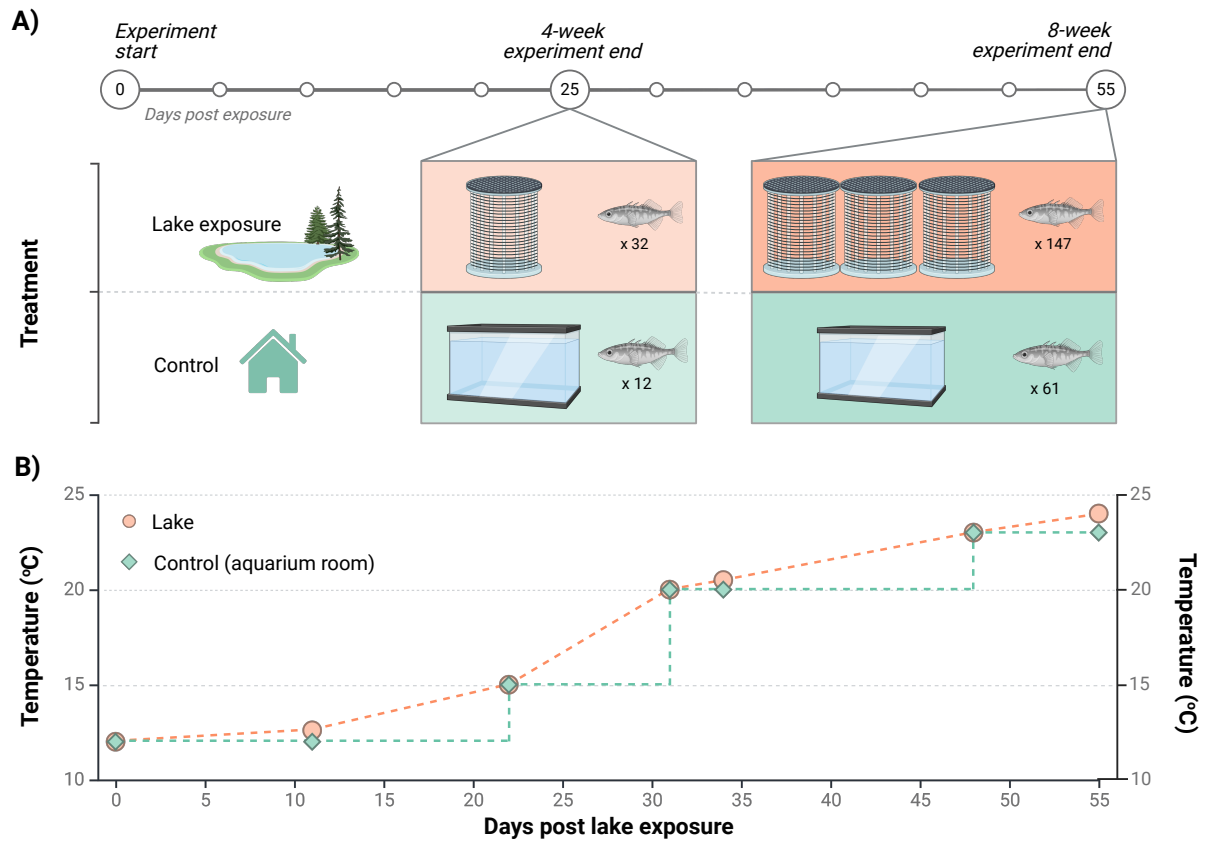 A)
Experiment
start
4-week
experiment end
8-week
experiment end
0
25
55
Days post exposure
Treatment
Lake exposure
x 32
x 147
Control
x 12
x 61
B)
25
20
15
10
Temperature (ºC)
Lake
Control (aquarium room)
25
20
15
10
Temperature (ºC)
0 5 10 15 20 25 30 35 40 45 50 55
Days post lake exposure